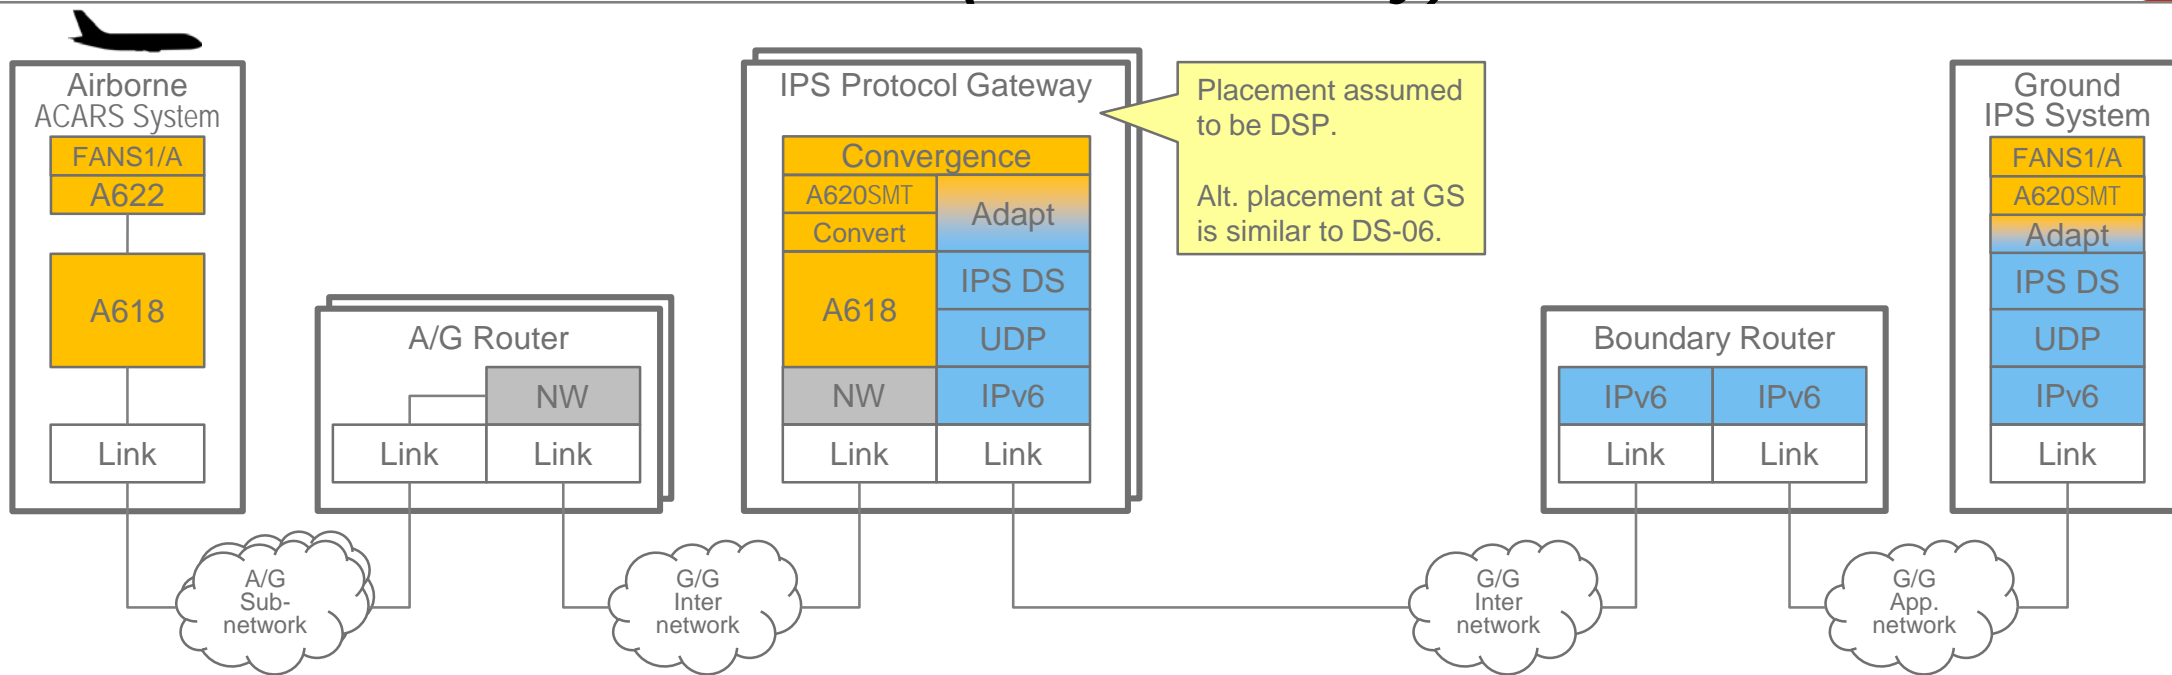 Airborne
ACARS System
FANS1/A
A622
A618
Link
A/G
Sub-
network
A/G Router
NW
Link
Link
G/G
Inter
network
IPS Protocol Gateway
Convergence
A620SMT
Convert
Adapt
A618
IPS DS
UDP
NW
IPv6
Link
Link
Placement assumed
to be DSP.
Alt. placement at GS
is similar to DS-06.
G/G
Inter
network
Boundary Router
IPv6
IPv6
Link
Link
G/G
App.
network
Ground
IPS System
FANS1/A
A620SMT
Adapt
IPS DS
UDP
IPv6
Link